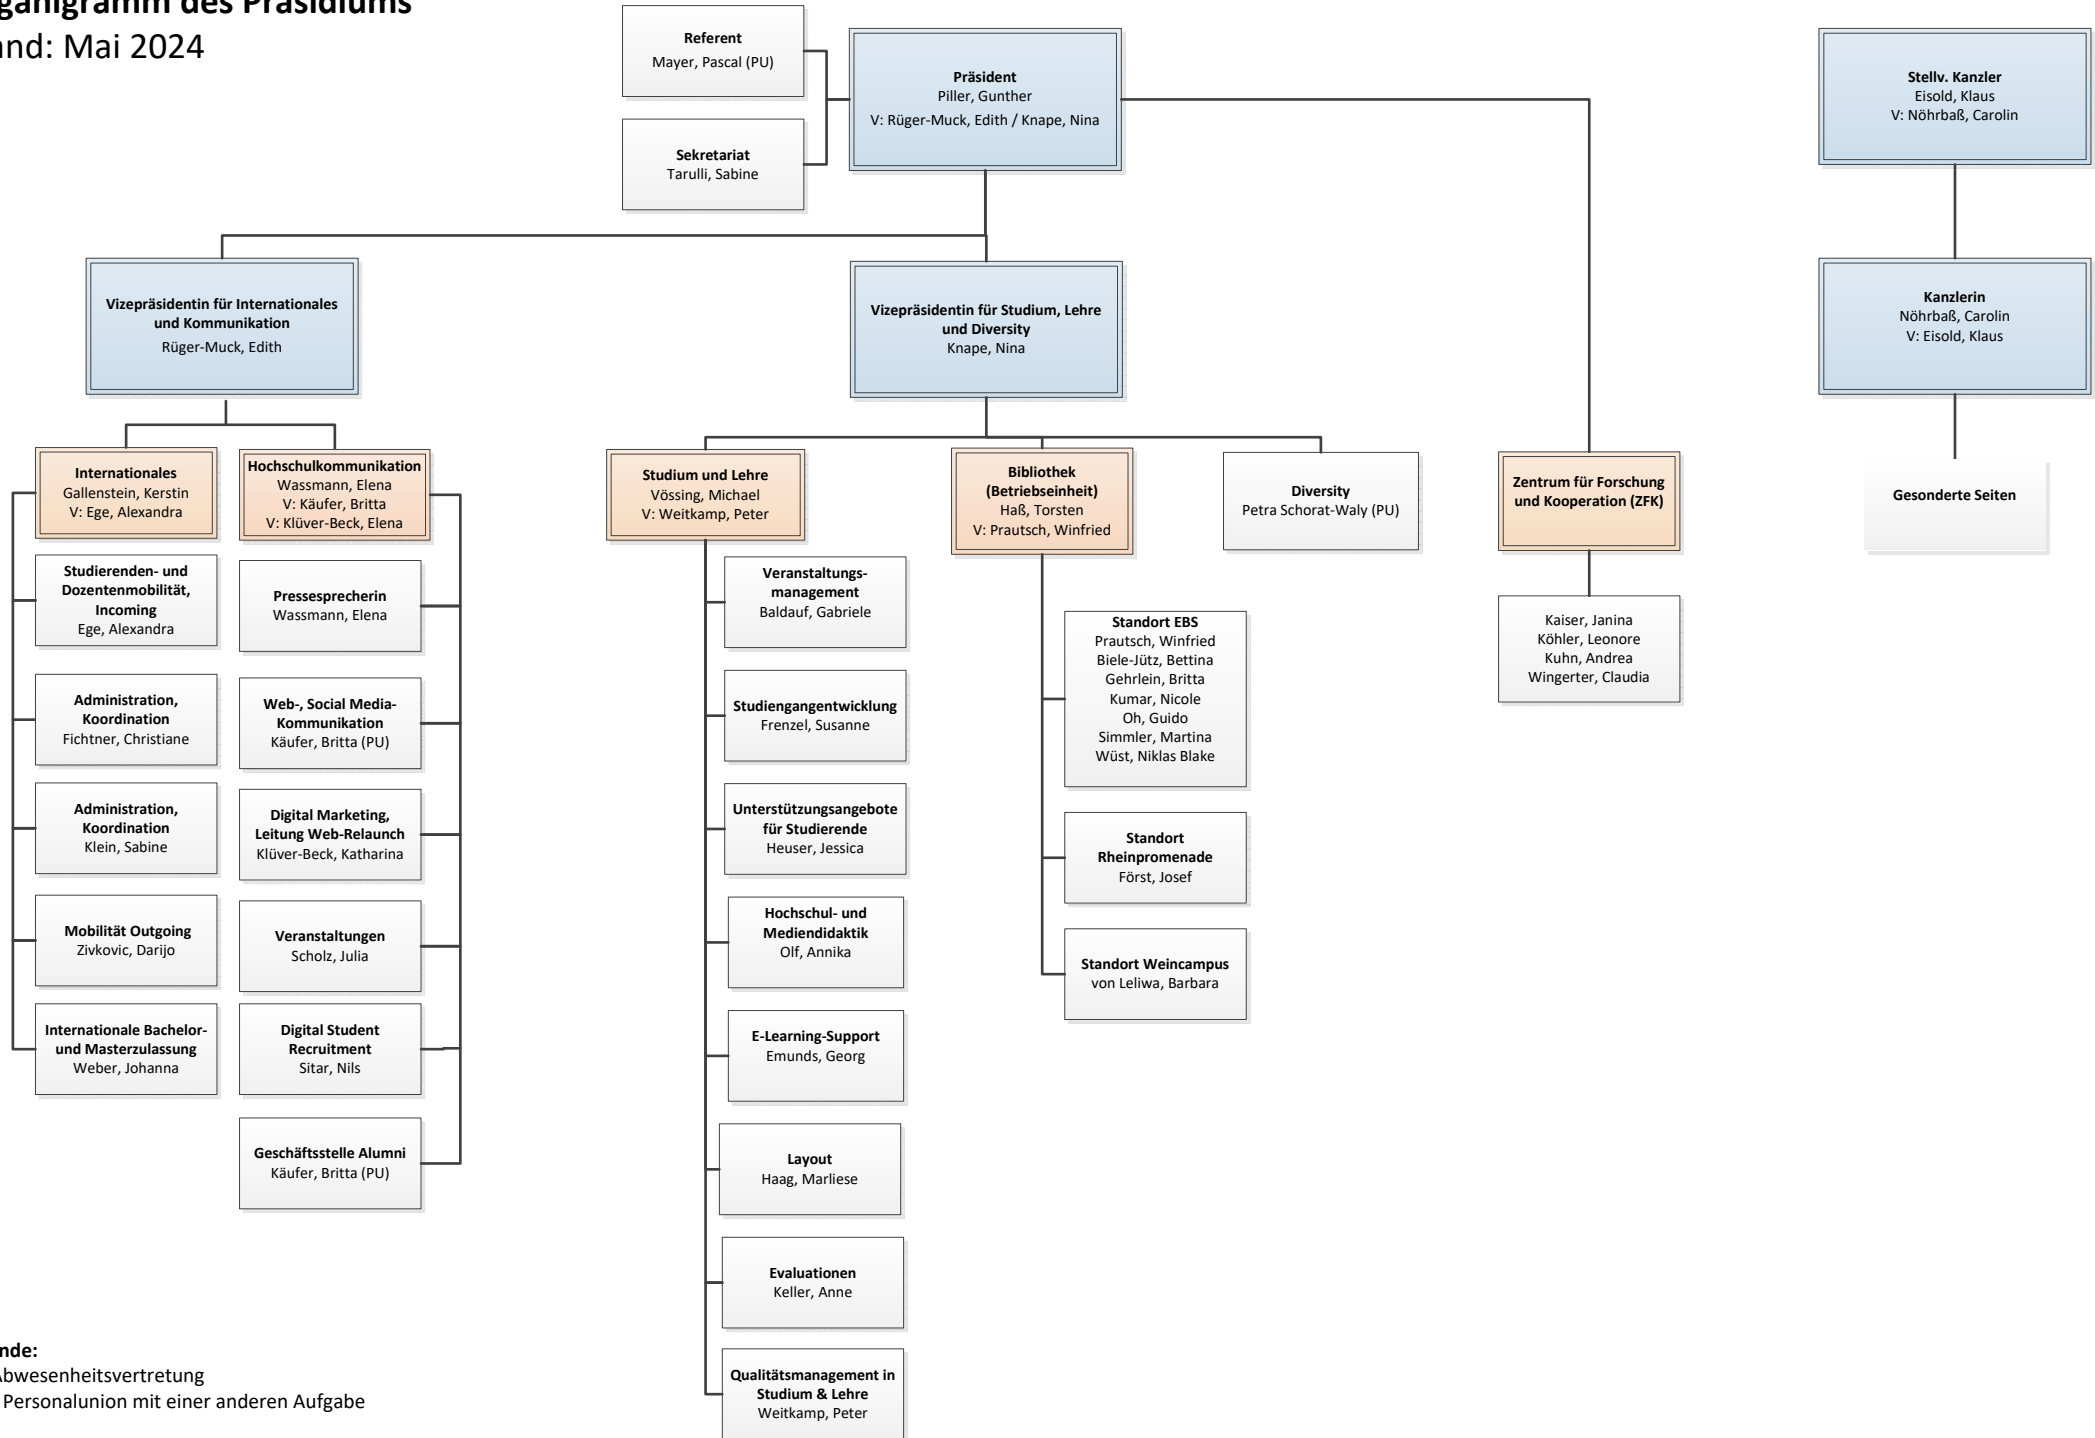 des Präsidiums
Mai 2024
Referent
Mayer, Pascal (PU)
Sekretariat
Tarulli, Sabine
Präsident
Piller, Gunther
V: Rüger-Muck, Edith / Knape, Nina
Stellv. Kanzler
Eisold, Klaus
V: Nöhrbaß, Carolin
Vizepräsidentin für Internationales
und Kommunikation
Rüger-Muck, Edith
Vizepräsidentin für Studium, Lehre
und Diversity
Knape, Nina
Kanzlerin
Nöhrbaß, Carolin
V: Eisold, Klaus
Internationales
Gallenstein, Kerstin
V: Ege, Alexandra
Studierenden- und
Dozentenmobilität,
Incoming
Ege, Alexandra
Administration,
Koordination
Fichtner, Christiane
Administration,
Koordination
Klein, Sabine
Mobilität Outgoing
Zivkovic, Darijo
Internationale Bachelor-
und Masterzulassung
Weber, Johanna
Hochschulkommunikation
Wassmann, Elena
V: Käufer, Britta
V: Klüver-Beck, Elena
Pressesprecherin
Wassmann, Elena
Web-, Social Media-
Kommunikation
Käufer, Britta (PU)
Digital Marketing,
Leitung Web-Relaunch
Klüver-Beck, Katharina
Veranstaltungen
Scholz, Julia
Digital Student
Recruitment
Sitar, Nils
Geschäftsstelle Alumni
Käufer, Britta (PU)
Studium und Lehre
Vössing, Michael
V: Weitkamp, Peter
Veranstaltungs-
management
Baldauf, Gabriele
Studiengangentwicklung
Frenzel, Susanne
Unterstützungsangebote
für Studierende
Heuser, Jessica
Hochschul- und
Mediendidaktik
Olf, Annika
E-Learning-Support
Emunds, Georg
Layout
Haag, Marliese
Evaluationen
Keller, Anne
Qualitätsmanagement in
Studium & Lehre
Weitkamp, Peter
Bibliothek
(Betriebseinheit)
Haß, Torsten
V: Prautsch, Winfried
Standort EBS
Prautsch, Winfried
Biele-Jütz, Bettina
Gehrlein, Britta
Kumar, Nicole
Oh, Guido
Simmler, Martina
Wüst, Niklas Blake
Standort
Rheinpromenade
Först, Josef
Standort Weincampus
von Leliwa, Barbara
Diversity
Petra Schorat-Waly (PU)
Zentrum für Forschung
und Kooperation (ZFK)
Kaiser, Janina
Köhler, Leonore
Kuhn, Andrea
Wingerter, Claudia
Gesonderte Seiten
Abwesenheitsvertretung
Personalunion mit einer anderen Aufgabe